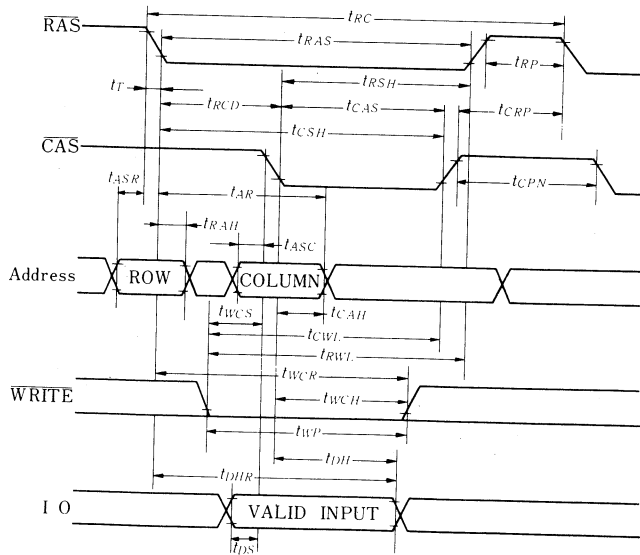 tRC
RAS
tRAS
tRP
tRSH
tT
tRCD
tCAS
tCRP
tCSH
CAS
tASR
tAR
tCPN
tRAH
tASC
Address
ROW
COLUMN
tWCS
tCAH
tCWL
tRWL
tWCR
WRITE
tWCH
tWP
tDH
tDHR
I O
VALID INPUT
tDS